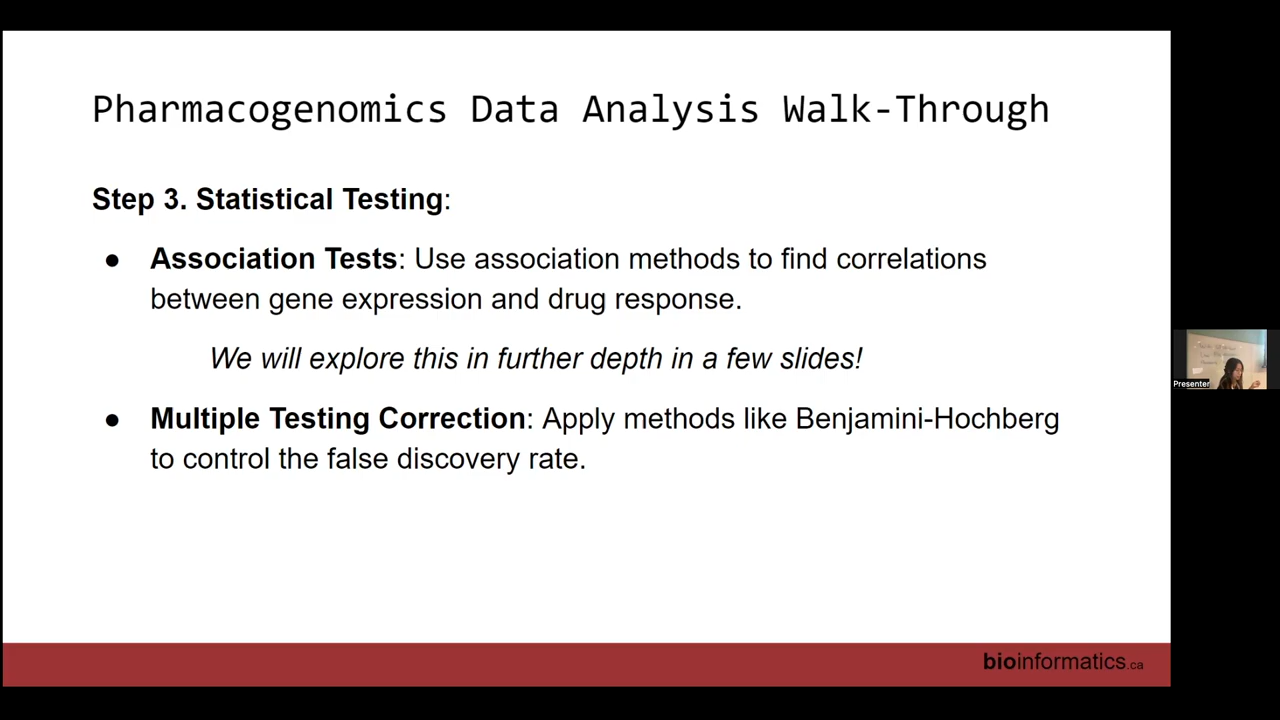 Pharmacogenomics Data Analysis Walk-Through
Step 3. Statistical Testing:
● Association Tests: Use association methods to find correlations
between gene expression and drug response.
We will explore this in further depth in a few slides!
● Multiple Testing Correction: Apply methods like Benjamini-Hochberg
to control the false discovery rate.
Presenter
bioinformatics.ca